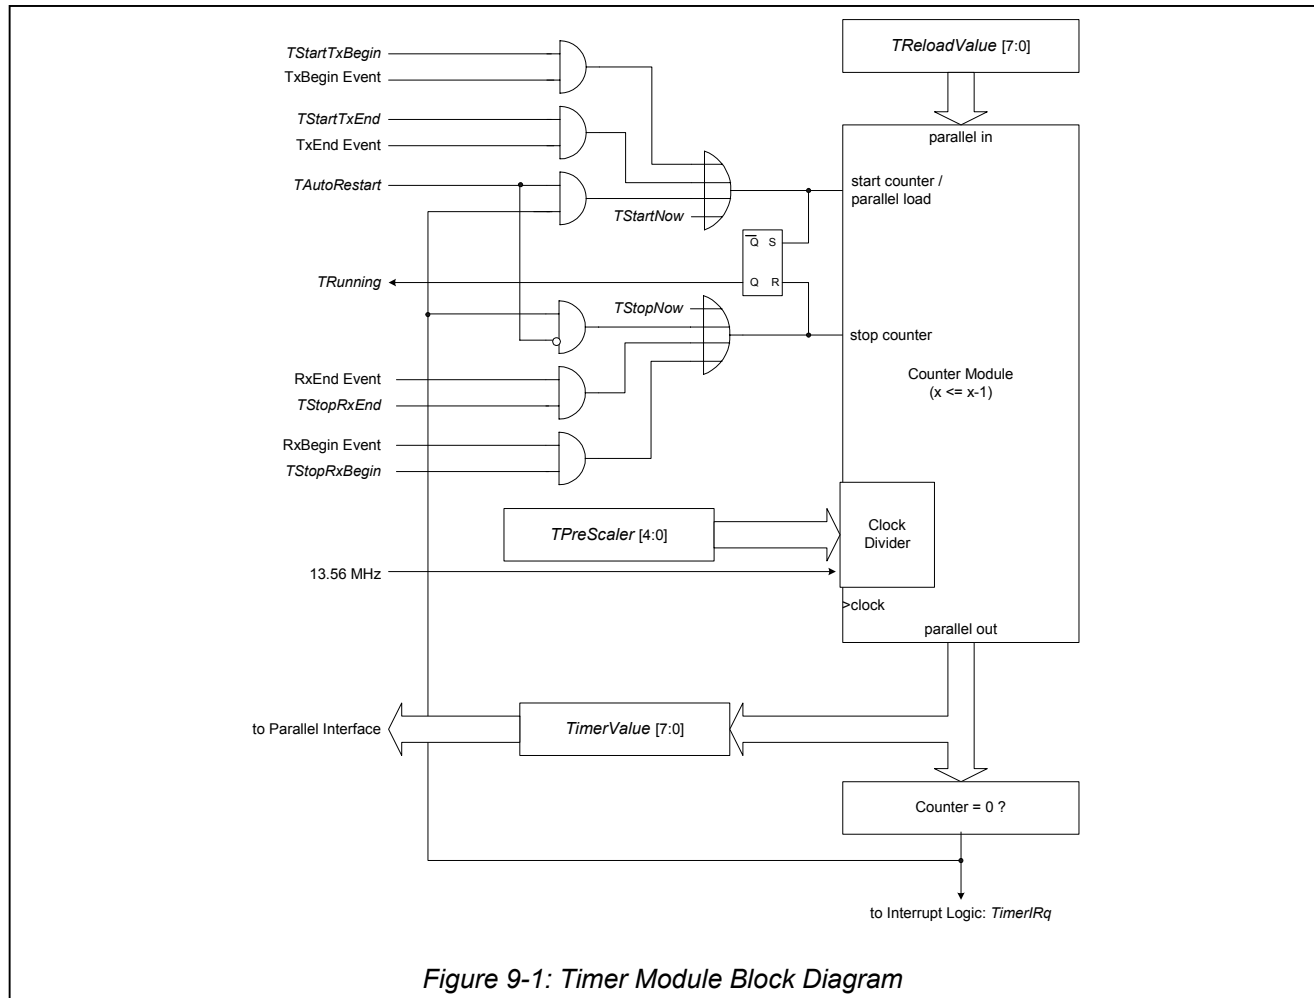 TReloadValue [7:0]
TStartTxBegin
TxBegin Event
TStartTxEnd
TxEnd Event
TAutoRestart
TStartNow
parallel in
start counter /
parallel load
Q S
Q R
TRunning
TStopNow
stop counter
Counter Module
(x <= x-1)
RxEnd Event
TStopRxEnd
RxBegin Event
TStopRxBegin
TPreScaler [4:0]
Clock
Divider
13.56 MHz
>clock
parallel out
to Parallel Interface
TimerValue [7:0]
Counter = 0 ?
to Interrupt Logic: TimerIRq
Figure 9-1: Timer Module Block Diagram